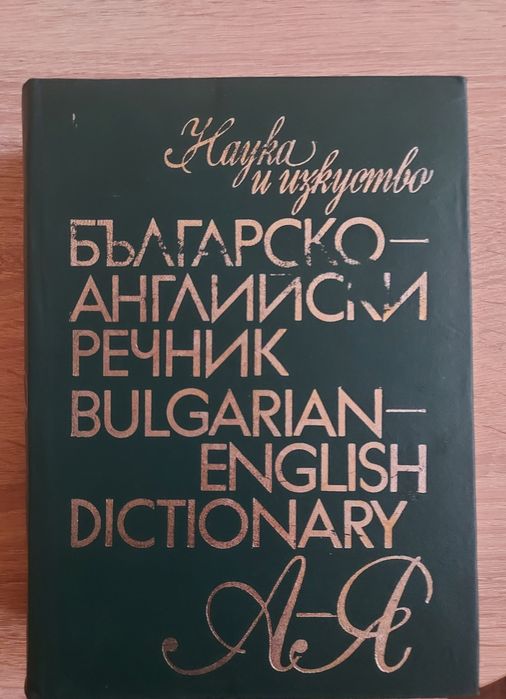 Наука
и изкуство
БЪЛГАРСКО-
АНГЛИЙСКИ
РЕЧНИК
BULGARIAN-
ENGLISH
DICTIONARY
А-Я